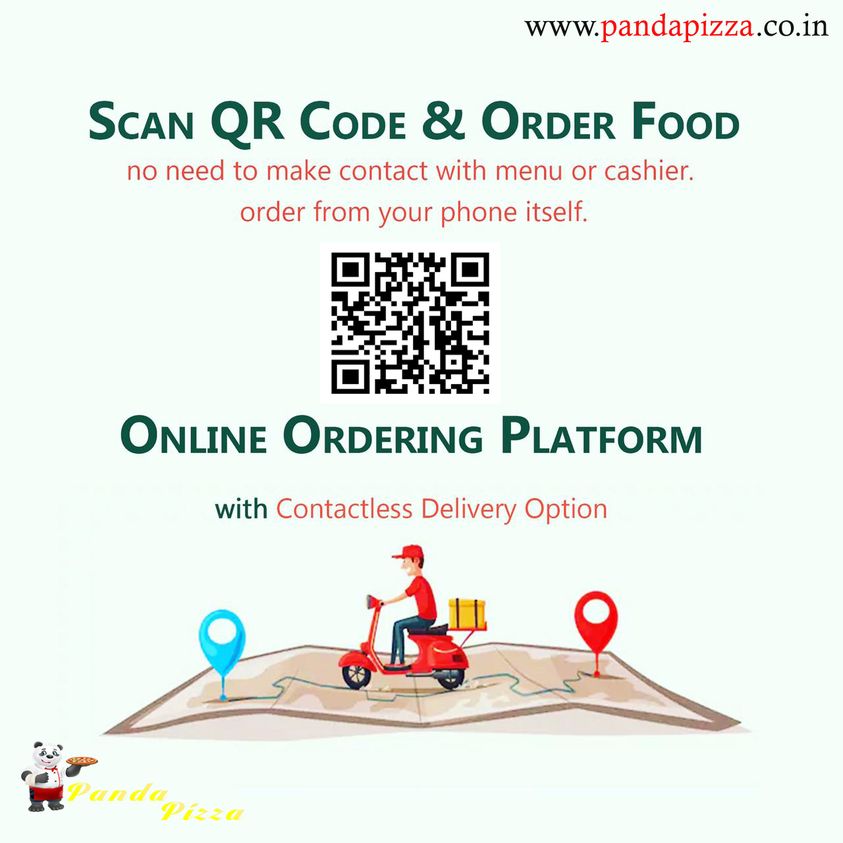 www.pandapizza.co.in
SCAN QR CODE & ORDER FOOD
no need to make contact with menu or cashier.
order from your phone itself.
ONLINE ORDERING PLATFORM
with Contactless Delivery Option
Panda
Pizza